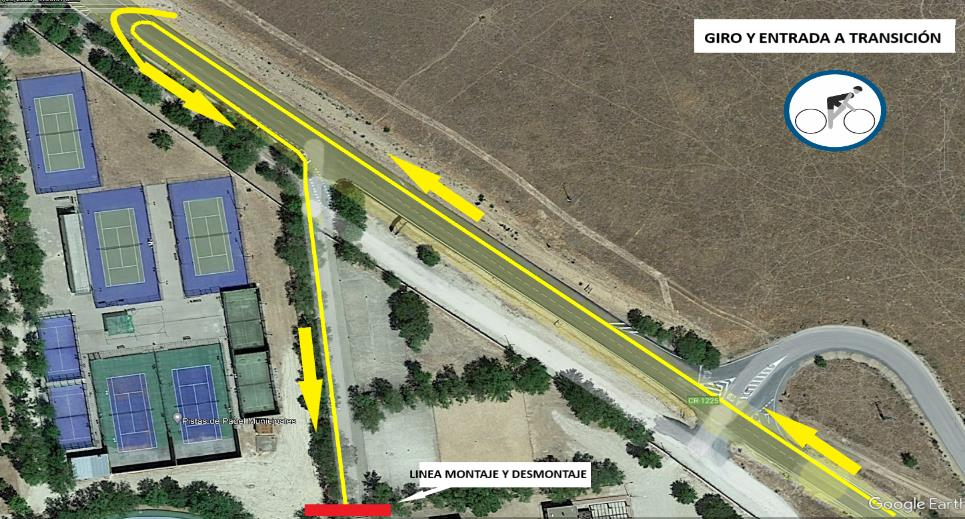 GIRO Y ENTRADA A TRANSICIÓN
CR-1225
Pistas de Padel Municipales
LINEA MONTAJE Y DESMONTAJE
Google Earth